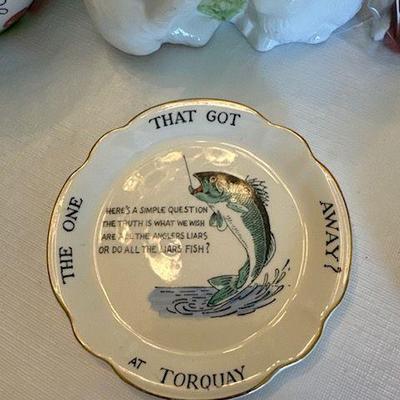 THE ONE THAT GOT AWAY?
HERE'S A SIMPLE QUESTION
THE TRUTH IS WHAT WE WISH
ARE ALL THE ANGLERS LIARS
OR DO ALL THE LIARS FISH?
AT TORQUAY